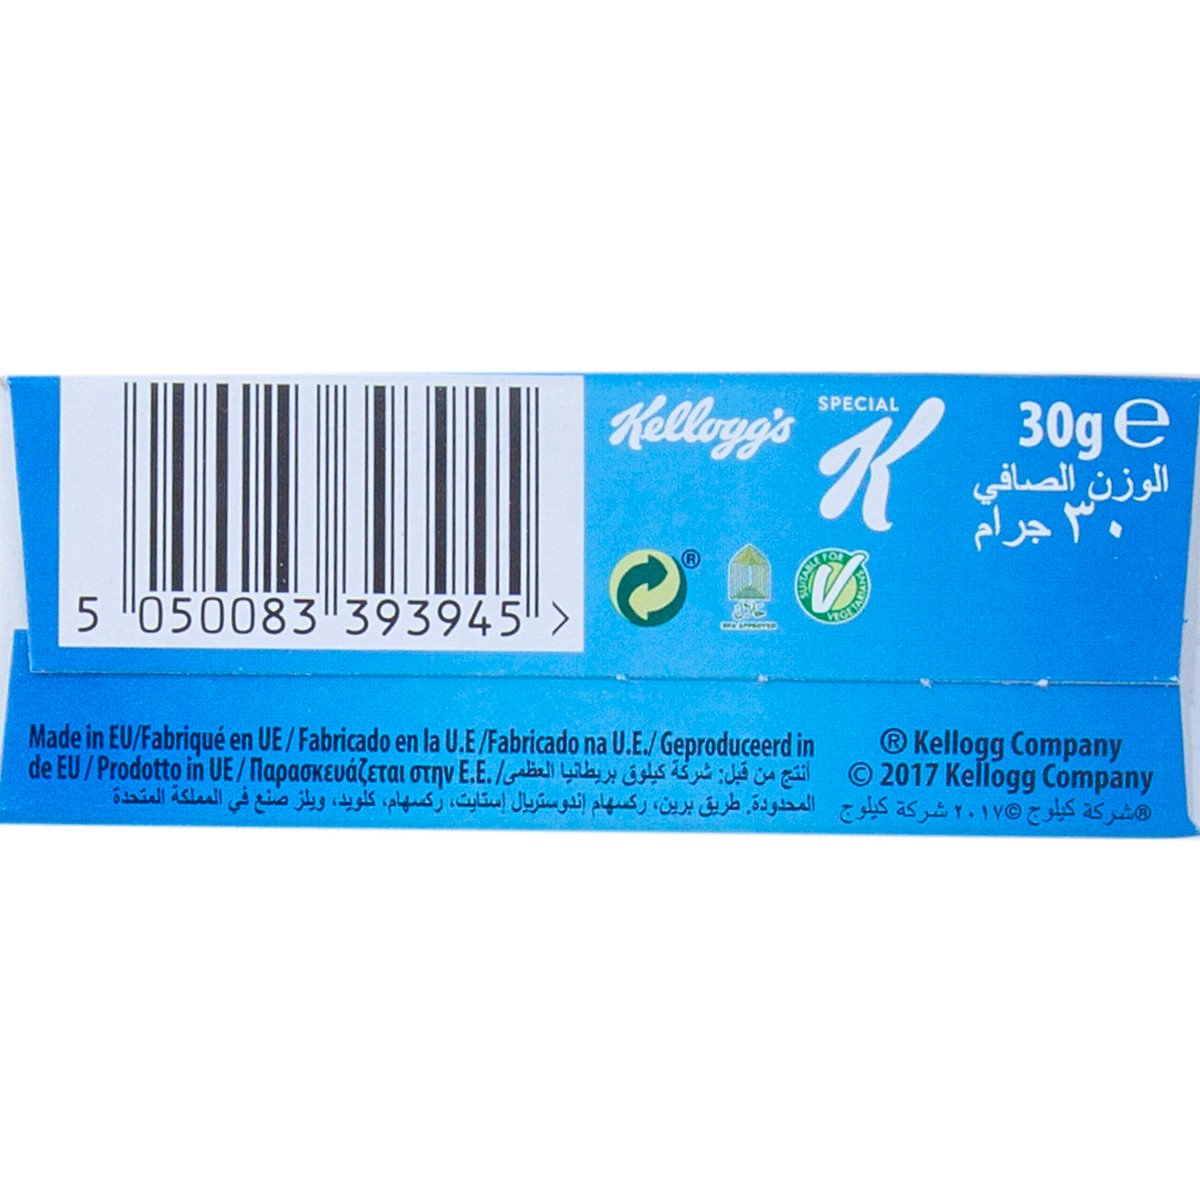 5 050083 393945 >
Kellogg's
SPECIAL
K
30g ℮
الوزن الصافي
٣٠ جرام
®
حلال
HFA APPROVED
SUITABLE FOR
VEGETARIANS
Made in EU/Fabriqué en UE / Fabricado en la U.E /Fabricado na U.E./ Geproduceerd in
de EU / Prodotto in UE / Παρασκευάζεται στην Ε.Ε. /أنتج من قبل: شركة كيلوق بريطانيا العظمى
المحدودة. طريق برين، ركسهام إندوستريال إستايت، ركسهام، كلويد، ويلز صنع في المملكة المتحدة
® Kellogg Company
© 2017 Kellogg Company
®شركة كيلوج ©٢٠١٧ شركة كيلوج